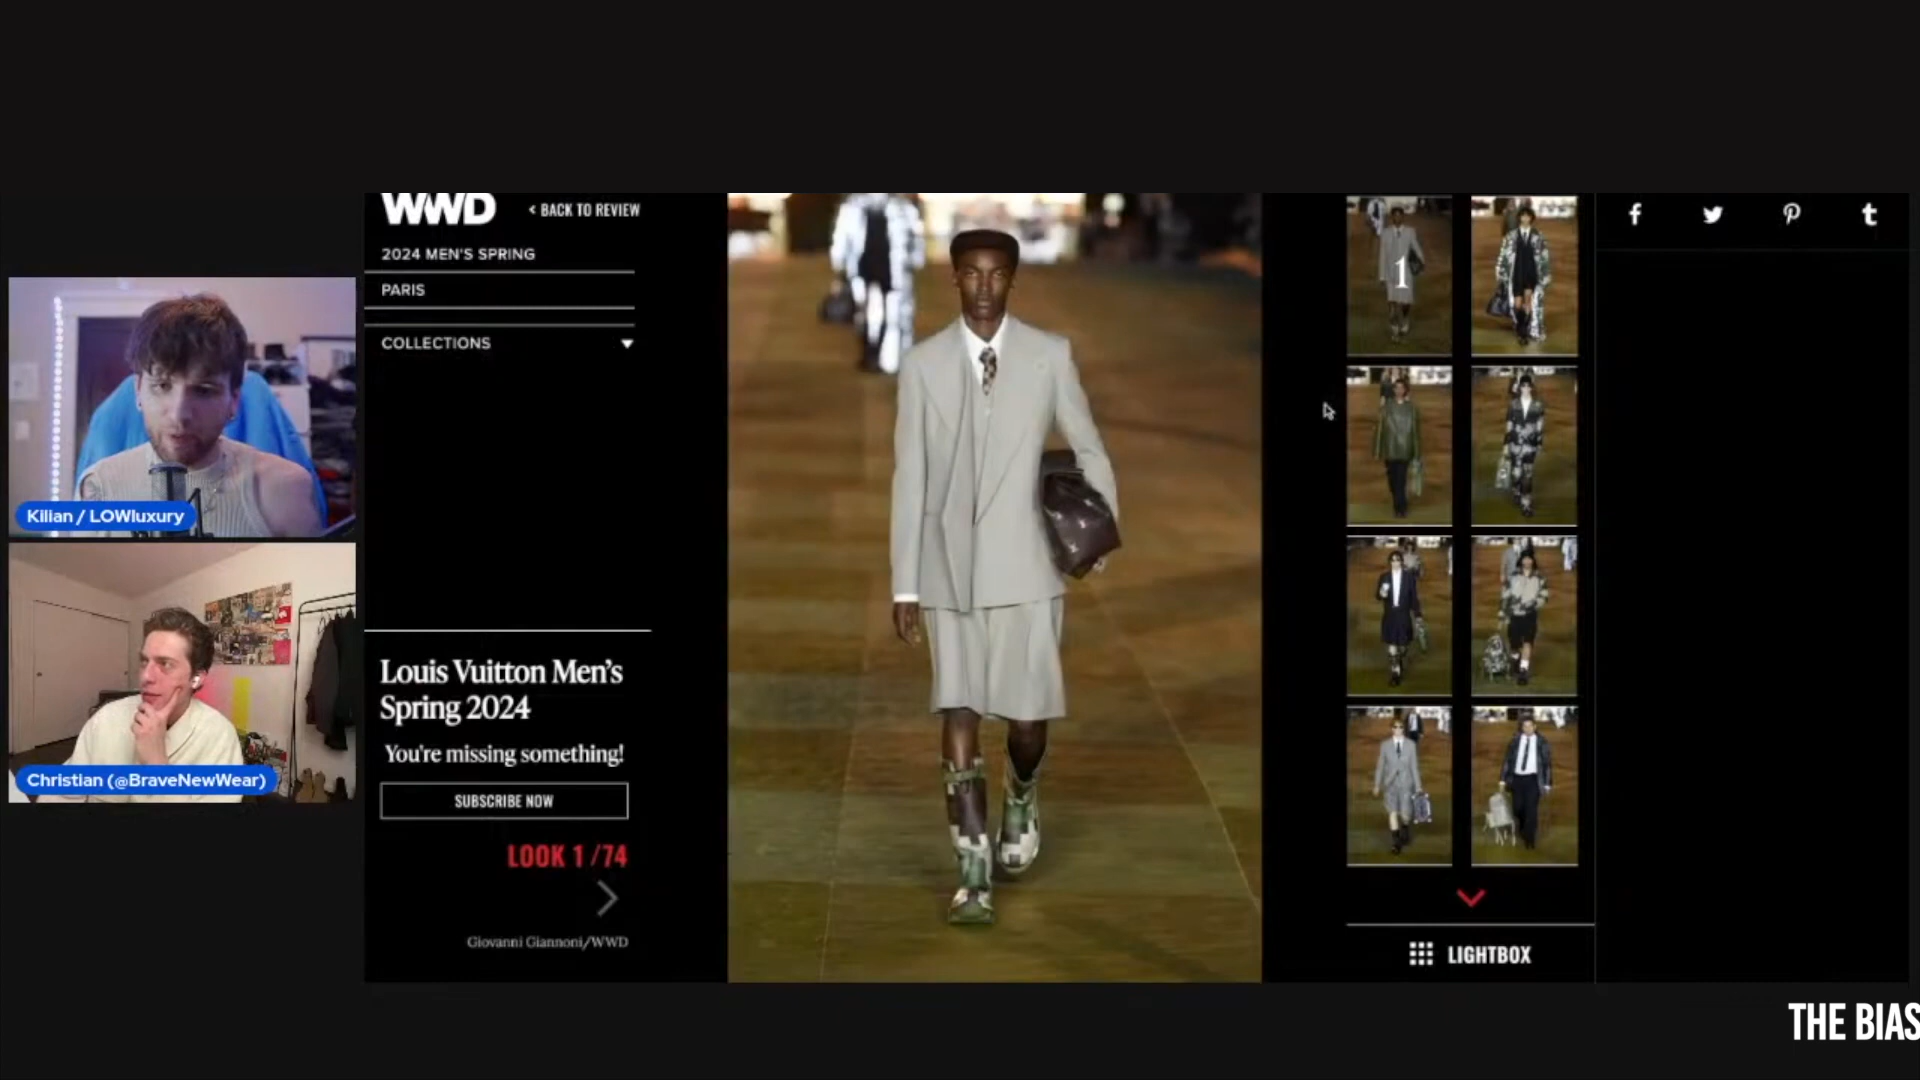 WWD
< BACK TO REVIEW
2024 MEN'S SPRING
PARIS
COLLECTIONS
Kilian / LOWluxury
Christian (@BraveNewWear)
Louis Vuitton Men's
Spring 2024
You're missing something!
SUBSCRIBE NOW
LOOK 1 /74
Giovanni Giannoni/WWD
1
LIGHTBOX
THE BIAS